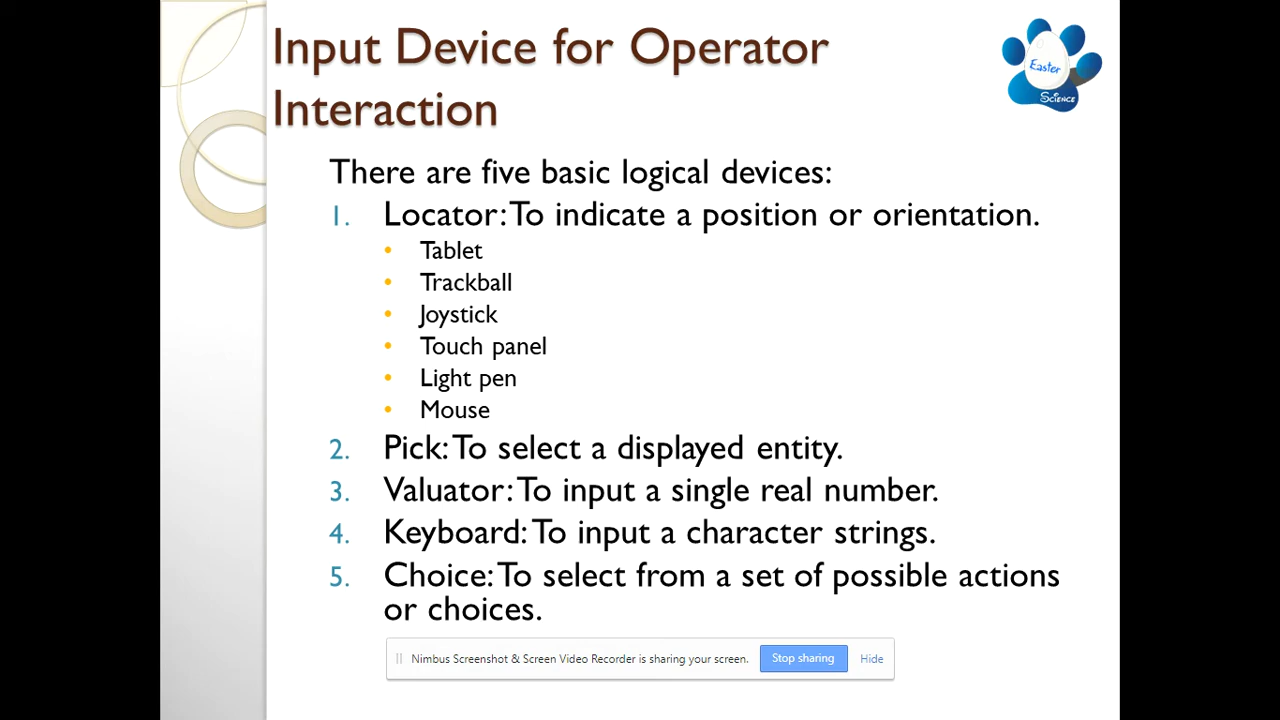 Input Device for Operator
Interaction
Easter
Science
There are five basic logical devices:
1. Locator: To indicate a position or orientation.
• Tablet
• Trackball
• Joystick
• Touch panel
• Light pen
• Mouse
2. Pick: To select a displayed entity.
3. Valuator: To input a single real number.
4. Keyboard: To input a character strings.
5. Choice: To select from a set of possible actions
or choices.
Nimbus Screenshot & Screen Video Recorder is sharing your screen. Stop sharing Hide